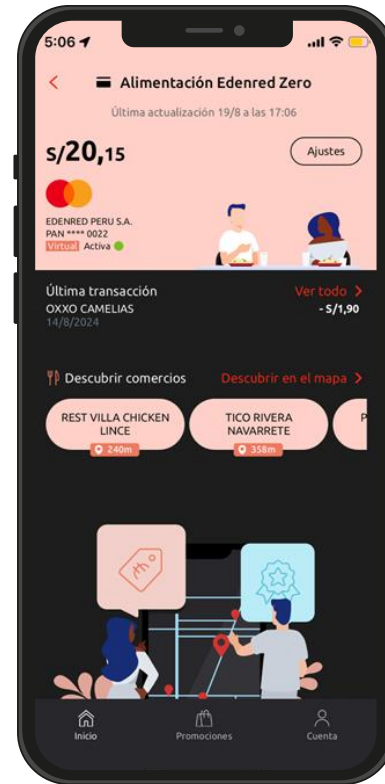 5:06
Alimentación Edenred Zero
Última actualización 19/8 a las 17:06
S/20,15
Ajustes
EDENRED PERU S.A.
PAN **** 0022
Virtual Activa
Última transacción
Ver todo
OXXO CAMELIAS
- S/1,90
14/8/2024
Descubrir comercios
Descubrir en el mapa
REST VILLA CHICKEN
LINCE
240m
TICO RIVERA
NAVARRETE
358m
P
Inicio
Promociones
Cuenta